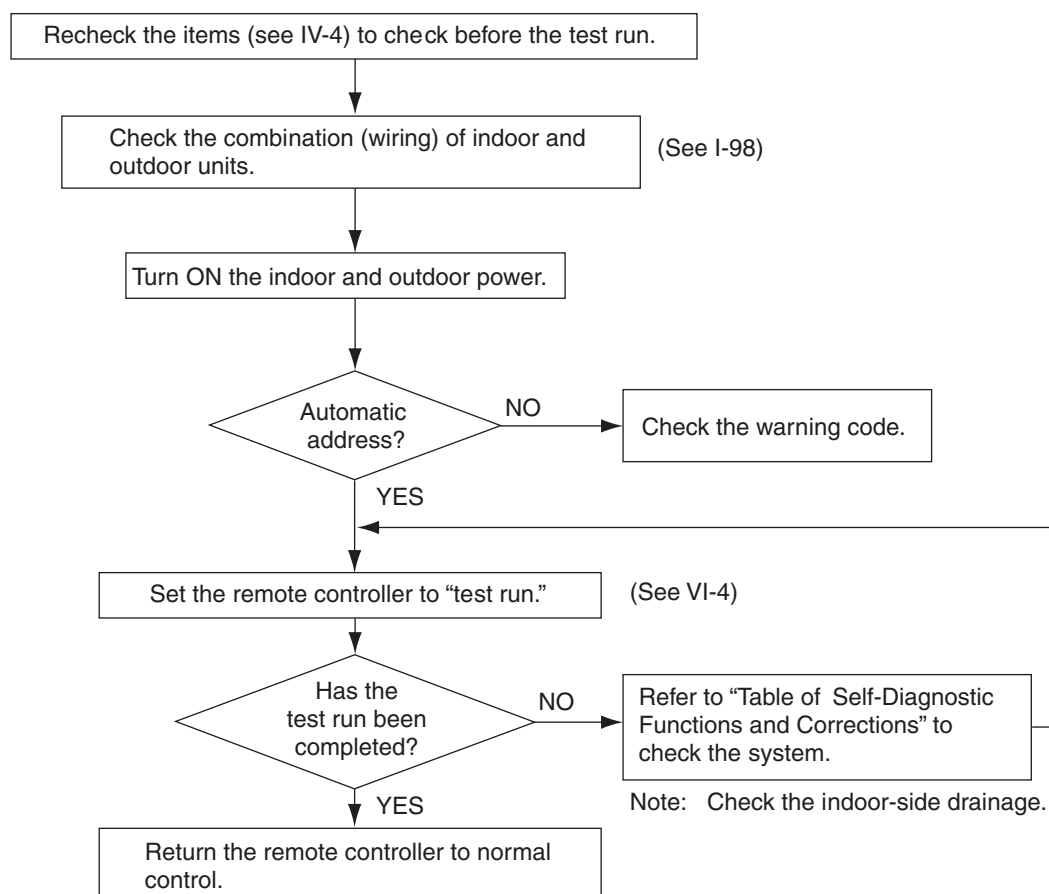 Recheck the items (see IV-4) to check before the test run.
Check the combination (wiring) of indoor and
outdoor units.
(See I-98)
Turn ON the indoor and outdoor power.
Automatic
address?
NO
Check the warning code.
YES
Set the remote controller to “test run.”
(See VI-4)
Has the
test run been
completed?
NO
Refer to “Table of Self-Diagnostic
Functions and Corrections” to
check the system.
Note: Check the indoor-side drainage.
YES
Return the remote controller to normal
control.